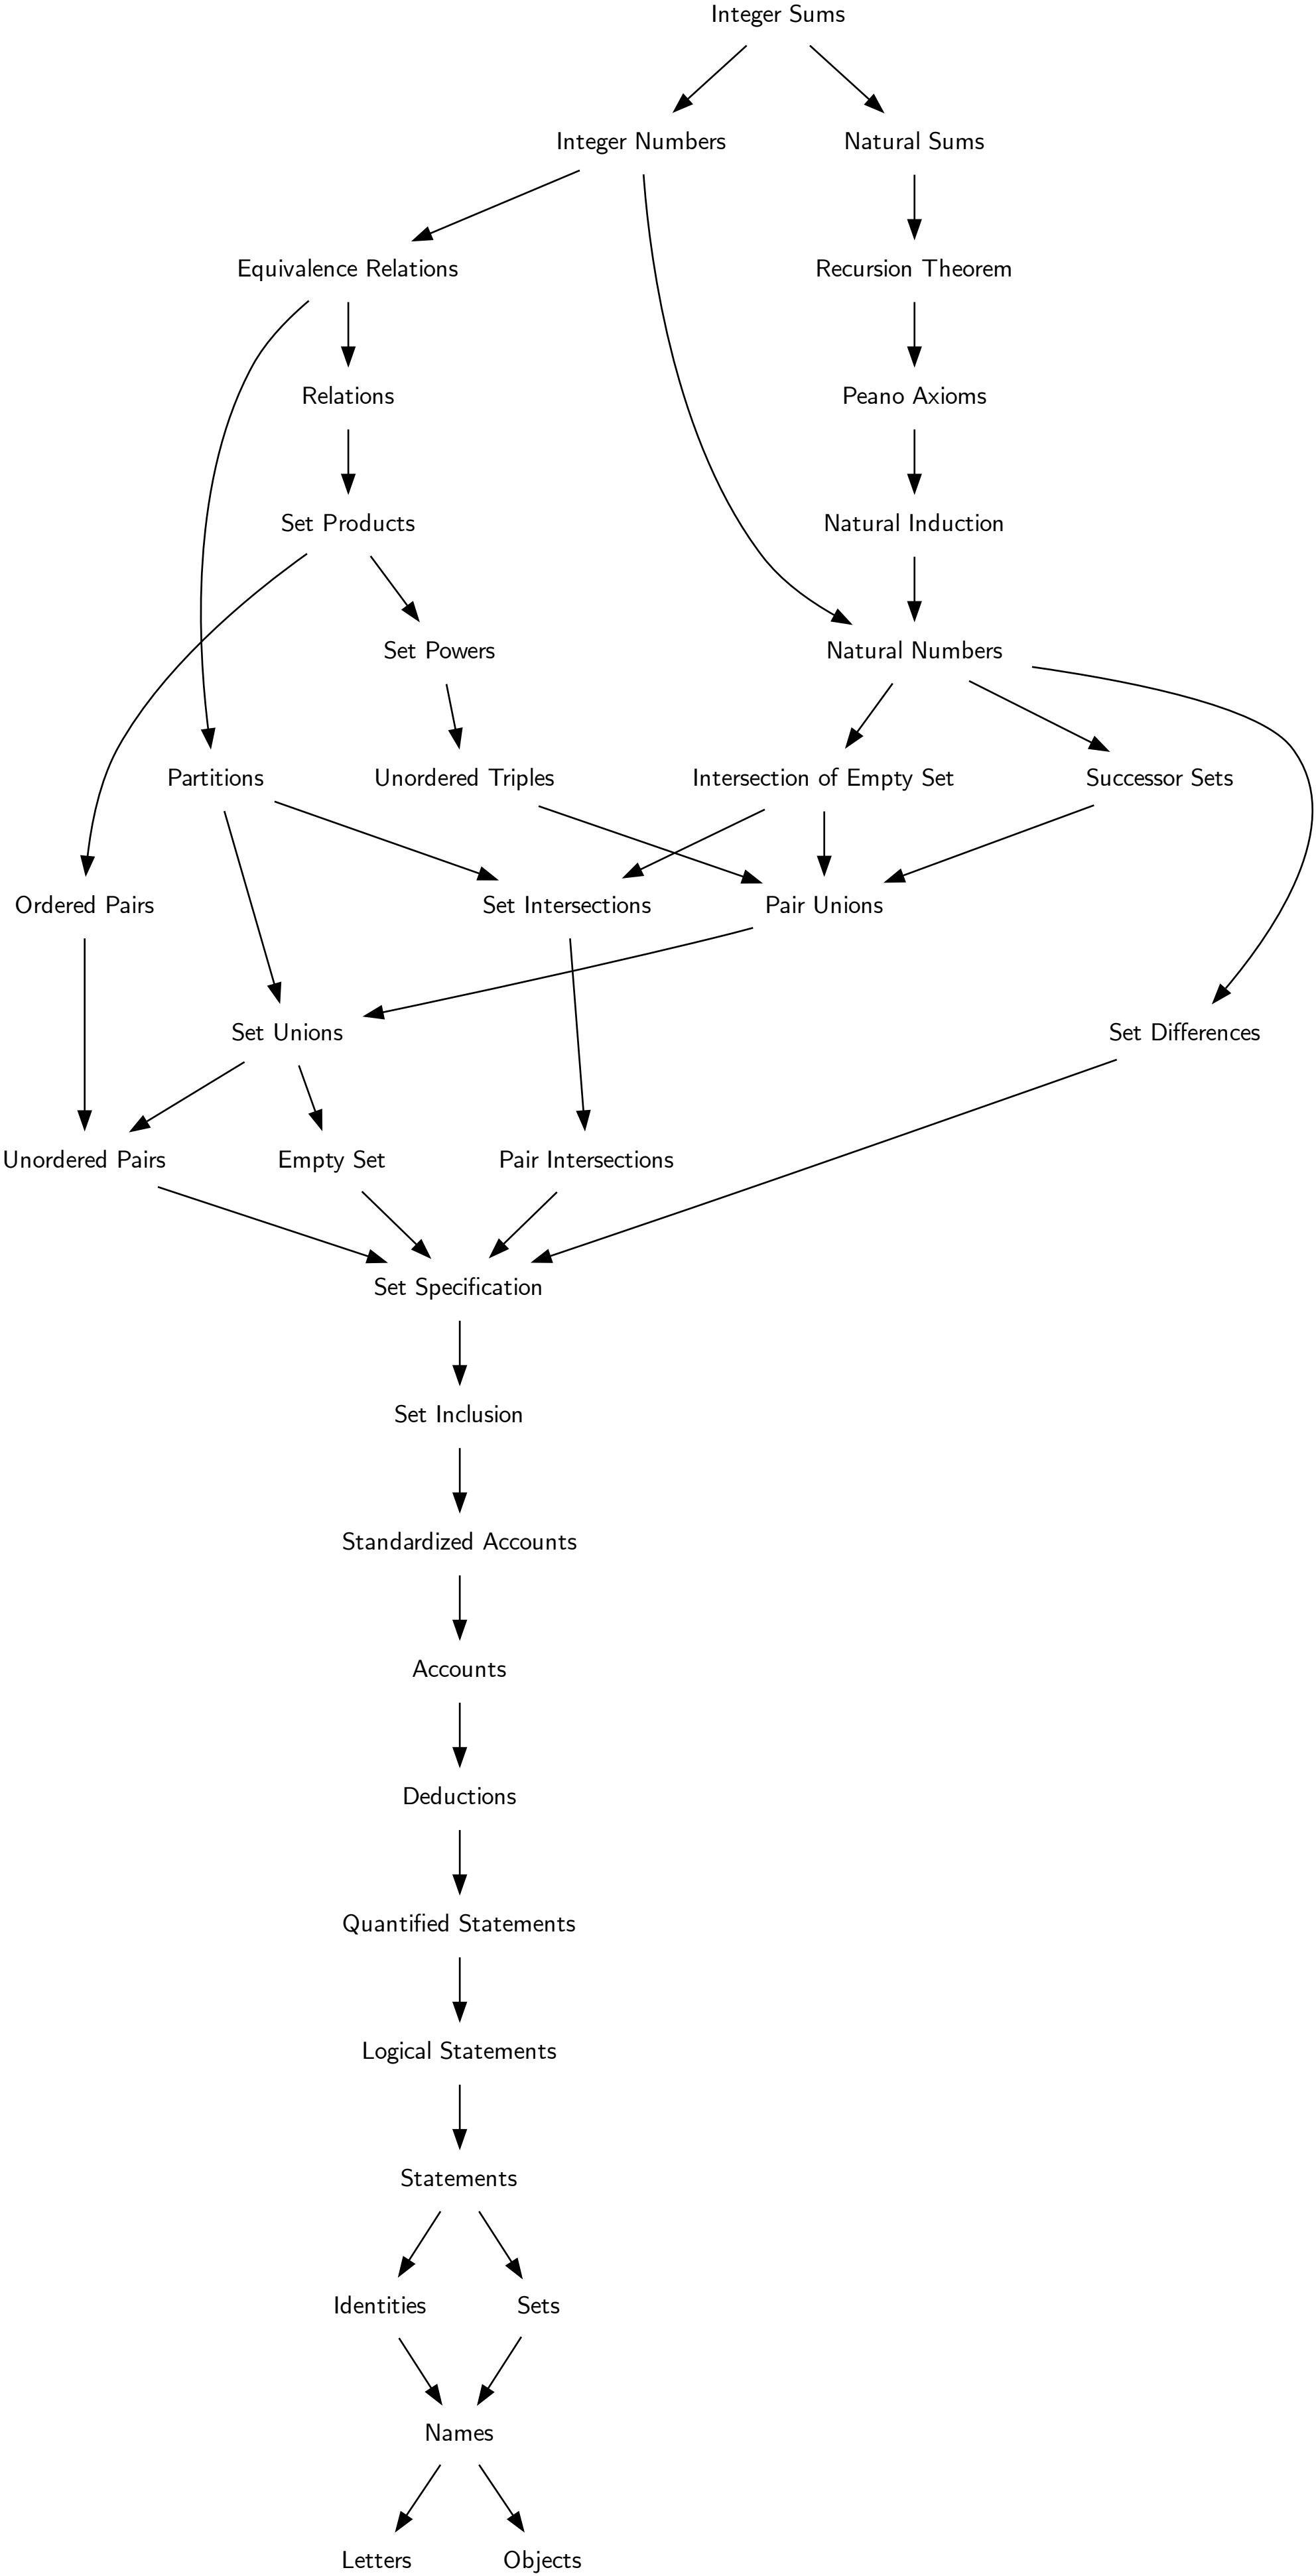 Integer Sums
Integer Numbers
Natural Sums
Equivalence Relations
Recursion Theorem
Relations
Peano Axioms
Set Products
Natural Induction
Set Powers
Natural Numbers
Partitions
Unordered Triples
Intersection of Empty Set
Successor Sets
Ordered Pairs
Set Intersections
Pair Unions
Set Unions
Set Differences
Unordered Pairs
Empty Set
Pair Intersections
Set Specification
Set Inclusion
Standardized Accounts
Accounts
Deductions
Quantified Statements
Logical Statements
Statements
Identities
Sets
Names
Letters
Objects